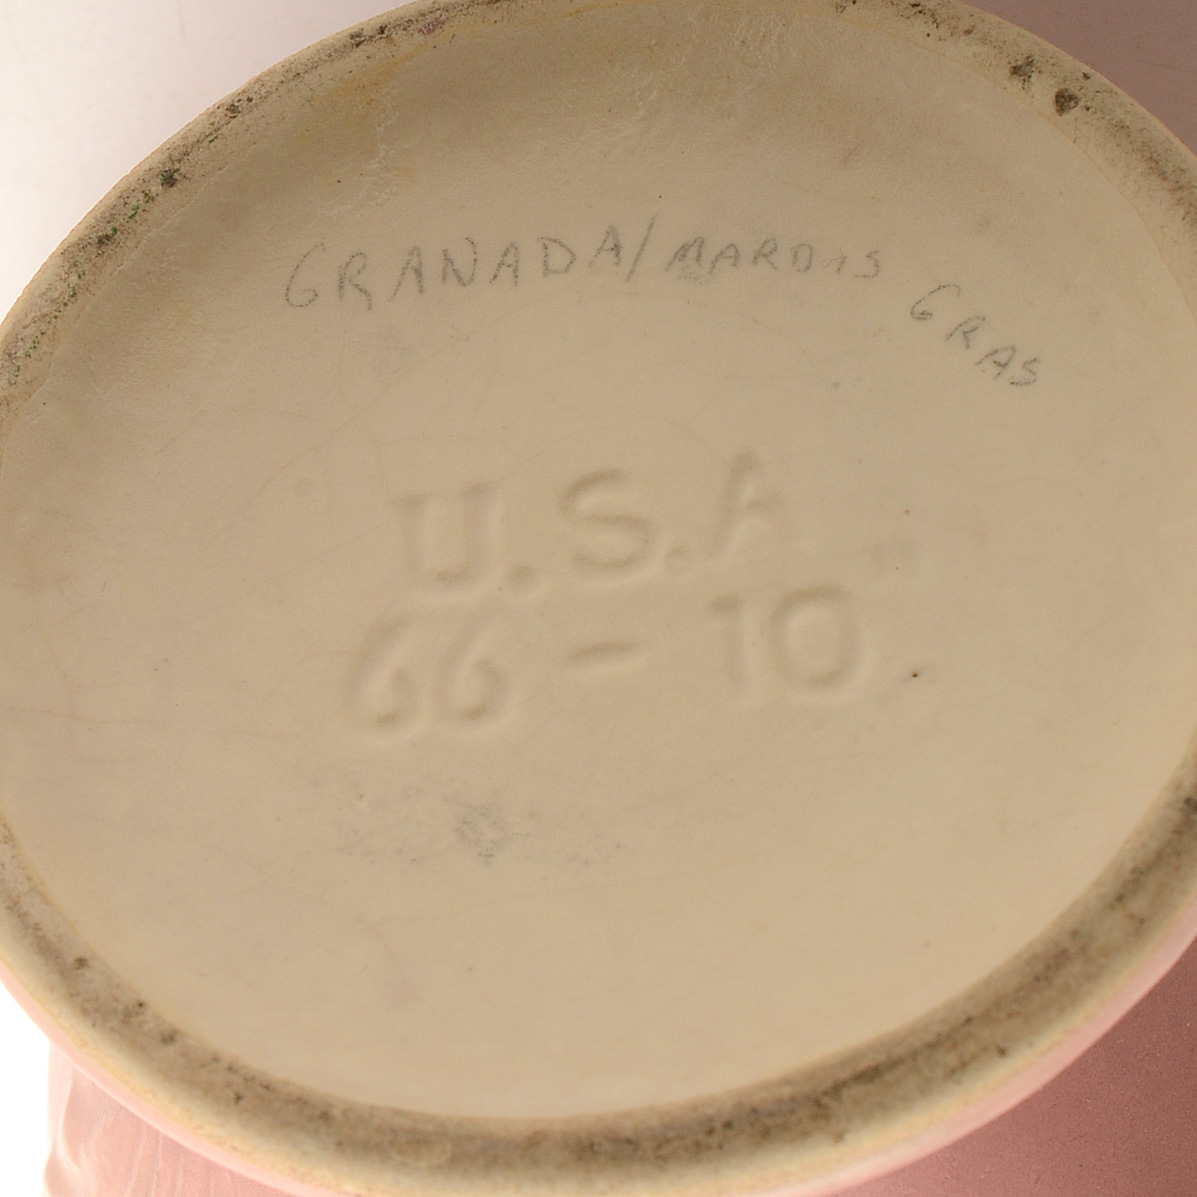 GRANADA/MARDIS GRAS
U.S.A
66 - 10"